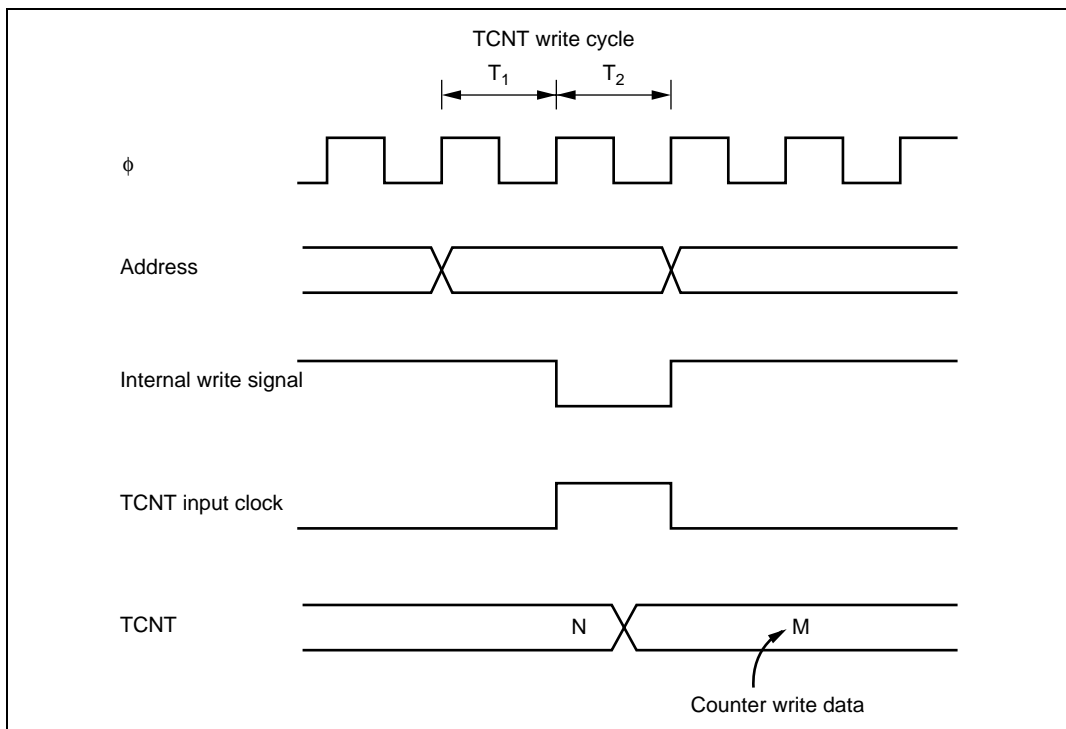 TCNT write cycle
T1 T2
ϕ
Address
Internal write signal
TCNT input clock
TCNT N M
Counter write data